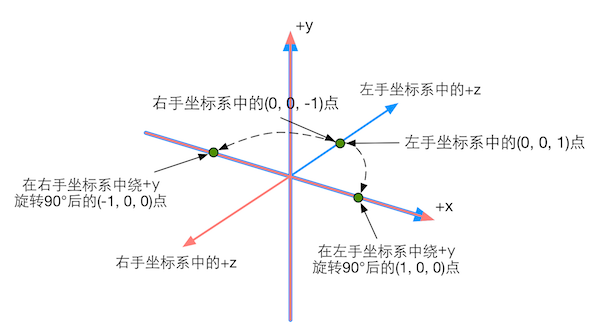 +y
左手坐标系中的+z
右手坐标系中的(0, 0, -1)点
左手坐标系中的(0, 0, 1)点
在右手坐标系中绕+y
旋转90°后的(-1, 0, 0)点
+x
在左手坐标系中绕+y
旋转90°后的(1, 0, 0)点
右手坐标系中的+z